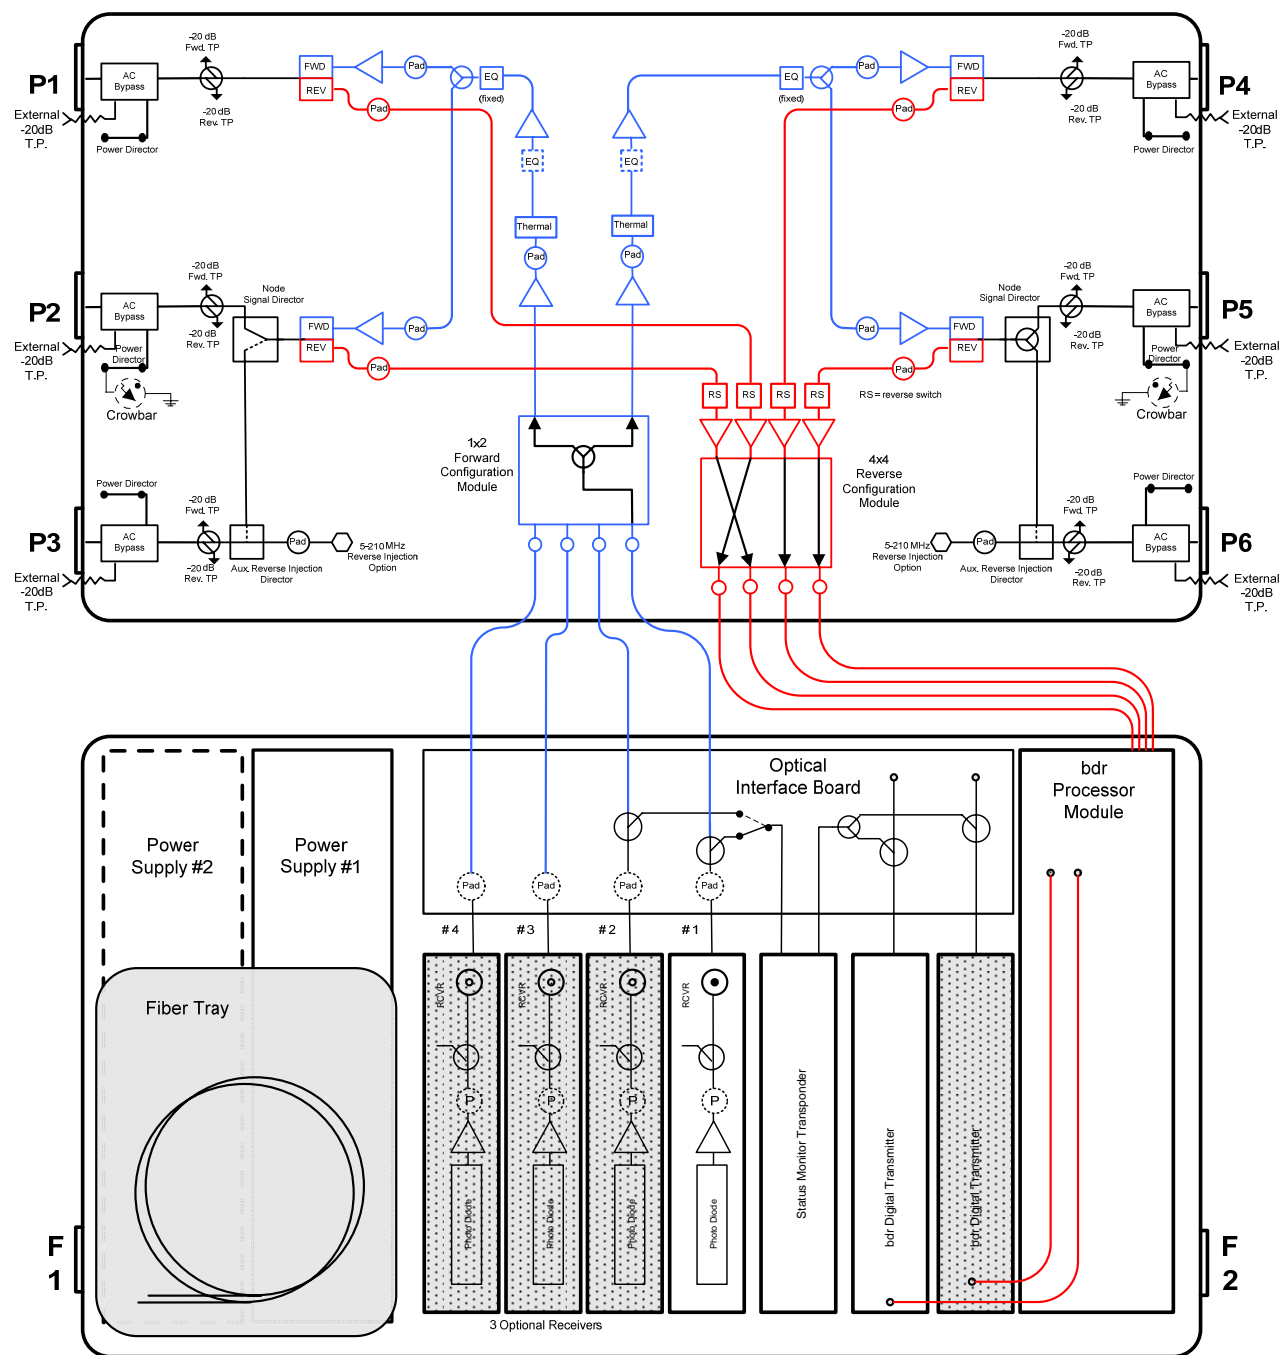 -20 dB
Fwd. TP
P1
AC
Bypass
-20 dB
Rev. TP
External
-20dB
T.P.
Power Director
FWD
REV
Pad
Pad
EQ
(fixed)
EQ
Thermal
Pad
EQ
(fixed)
EQ
Thermal
Pad
Pad
Pad
FWD
REV
-20 dB
Fwd. TP
-20 dB
Rev. TP
AC
Bypass
P4
External
-20dB
T.P.
Power Director
P2
AC
Bypass
-20 dB
Fwd. TP
-20 dB
Rev. TP
Node
Signal Director
External
-20dB
T.P.
Power
Director
Crowbar
FWD
REV
Pad
Pad
Pad
Pad
FWD
REV
Node
Signal Director
-20 dB
Fwd. TP
-20 dB
Rev. TP
AC
Bypass
P5
Power
Director
External
-20dB
T.P.
Crowbar
RS
RS
RS
RS
RS = reverse switch
1x2
Forward
Configuration
Module
4x4
Reverse
Configuration
Module
Power Director
P3
AC
Bypass
-20 dB
Fwd. TP
-20 dB
Rev. TP
External
-20dB
T.P.
Aux. Reverse Injection
Director
Pad
5-210 MHz
Reverse Injection
Option
5-210 MHz
Reverse Injection
Option
Pad
Aux. Reverse Injection
Director
-20 dB
Fwd. TP
-20 dB
Rev. TP
Power Director
AC
Bypass
P6
External
-20dB
T.P.
Power
Supply #2
Power
Supply #1
Optical
Interface Board
bdr
Processor
Module
Pad
Pad
Pad
Pad
#4
#3
#2
#1
Fiber Tray
RCVR
P
Photo Diode
RCVR
P
Photo Diode
RCVR
P
Photo Diode
RCVR
P
Photo Diode
Status Monitor Transponder
bdr Digital Transmitter
bdr Digital Transmitter
F
1
F
2
3 Optional Receivers